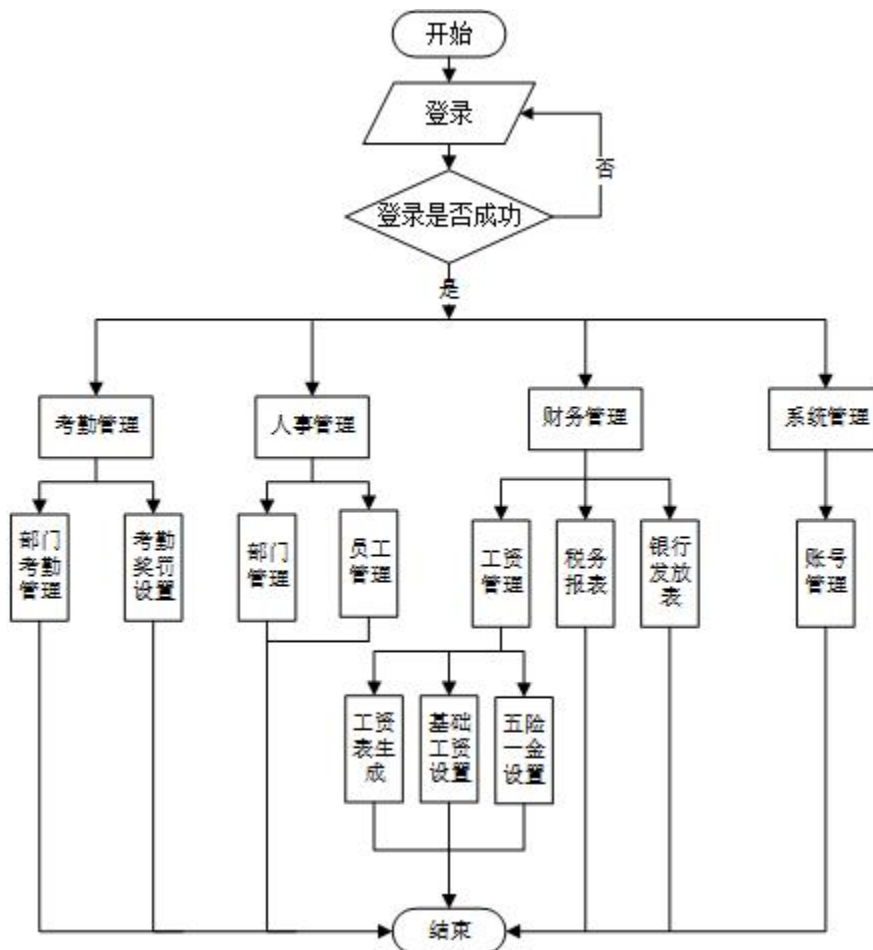 开始
登录
否
登录是否成功
是
考勤管理
人事管理
财务管理
系统管理
部门
考勤
管理
考勤
奖罚
设置
部门
管理
员工
管理
工资
管理
税务
报表
银行
发放
表
账号
管理
工资
表生
成
基础
工资
设置
五险
一金
设置
结束